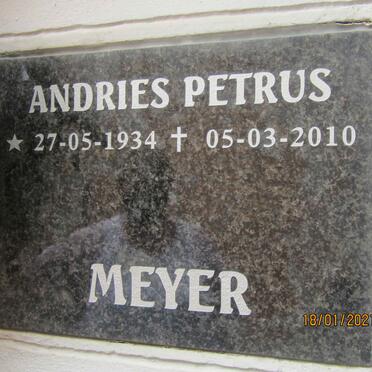 ANDRIES PETRUS
★ 27-05-1934 ✝ 05-03-2010
MEYER